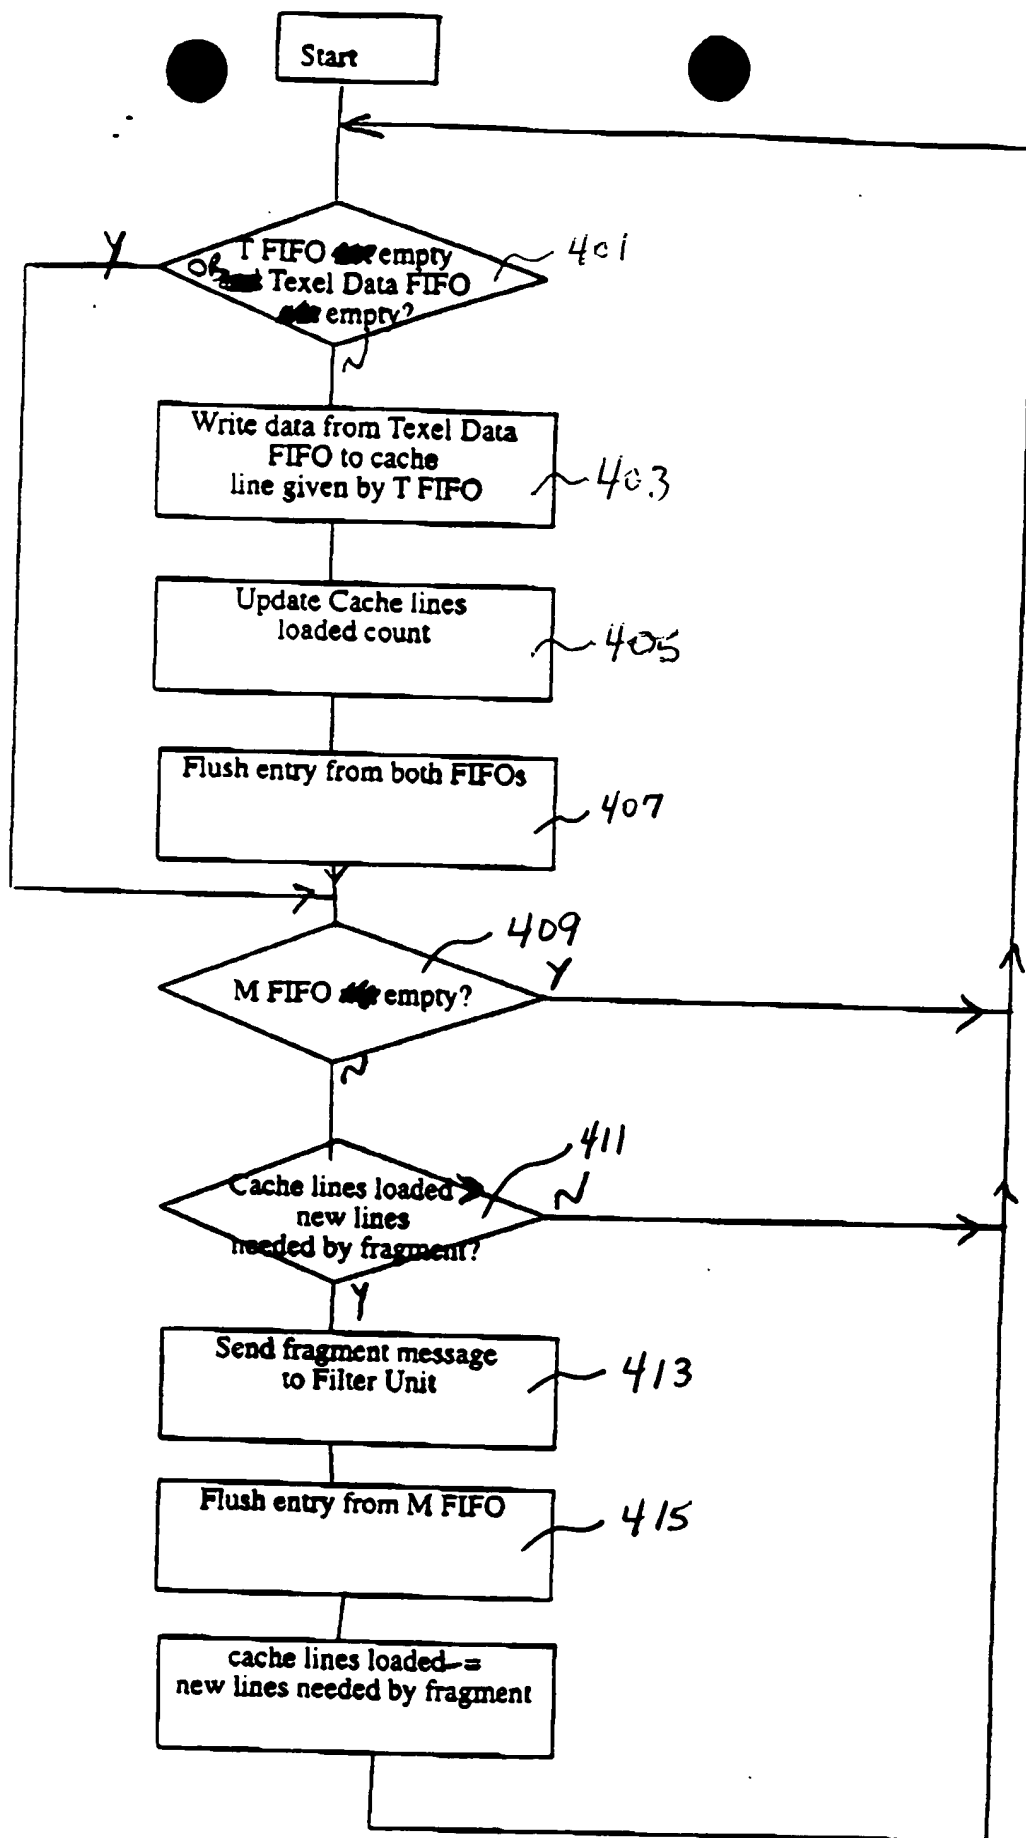 Start
Y
T FIFO empty
OR Texel Data FIFO
empty?
401
N
Write data from Texel Data
FIFO to cache
line given by T FIFO
403
Update Cache lines
loaded count
405
Flush entry from both FIFOs
407
409
M FIFO empty?
Y
N
411
Cache lines loaded
new lines
needed by fragment?
N
Y
Send fragment message
to Filter Unit
413
Flush entry from M FIFO
415
cache lines loaded -=
new lines needed by fragment